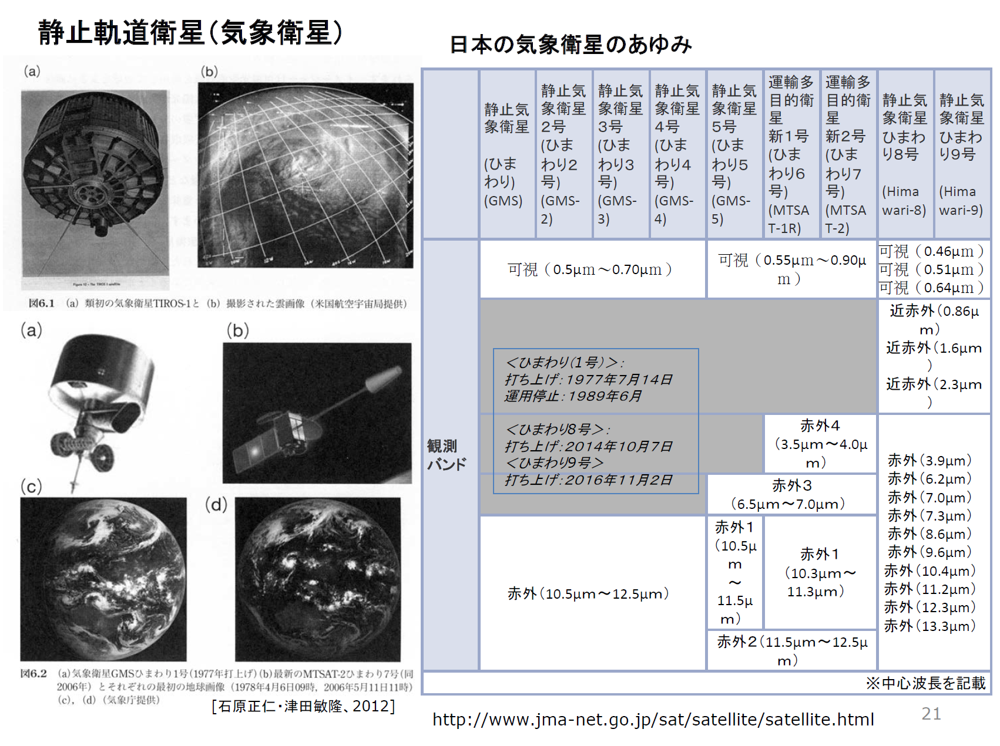 静止軌道衛星（気象衛星）
日本の気象衛星のあゆみ
(a)
(b)
Figure 12 – The TIROS I satellite
図6.1　(a) 類初の気象衛星TIROS-1と (b) 撮影された雲画像（米国航空宇宙局提供）
(a)
(b)
(c)
(d)
図6.2　(a)気象衛星GMSひまわり1号(1977年打上げ)(b)最新のMTSAT-2ひまわり7号(同
2006年) とそれぞれの最初の地球画像（1978年4月6日09時，2006年5月11日11時）
(c)，(d)（気象庁提供）
[石原正仁・津田敏隆、2012]
静止気
象衛星
(ひま
わり)
(GMS)
静止気
象衛星
２号
(ひま
わり２
号)
(GMS-
2)
静止気
象衛星
３号
(ひま
わり３
号)
(GMS-
3)
静止気
象衛星
４号
(ひま
わり４
号)
(GMS-
4)
静止気
象衛星
５号
(ひま
わり５
号)
(GMS-
5)
運輸多
目的衛
星
新１号
(ひま
わり６
号)
(MTSA
T-1R)
運輸多
目的衛
星
新２号
(ひま
わり７
号)
(MTSA
T-2)
静止気
象衛星
ひまわ
り８号
(Hima
wari-8)
静止気
象衛星
ひまわ
り９号
(Hima
wari-9)
観測
バンド
可視（0.5μm～0.70μm）
可視（0.55μm～0.90μ
m）
可視（0.46μm）
可視（0.51μm）
可視（0.64μm）
近赤外（0.86μ
m）
近赤外（1.6μm
）
近赤外（2.3μm
）
＜ひまわり(１号)＞：
打ち上げ：１９７７年７月１４日
運用停止：１９８９年６月
＜ひまわり8号＞：
打ち上げ：２０１４年１０月７日
＜ひまわり９号＞
打ち上げ：２０１６年１１月２日
赤外４
（3.5μm～4.0μ
m）
赤外３
（6.5μm～7.0μm）
赤外（10.5μm～12.5μm）
赤外１
（10.5μ
m
～
11.5μ
m）
赤外１
（10.3μm～
11.3μm）
赤外２（11.5μm～12.5μ
m）
赤外（3.9μm）
赤外（6.2μm）
赤外（7.0μm）
赤外（7.3μm）
赤外（8.6μm）
赤外（9.6μm）
赤外（10.4μm）
赤外（11.2μm）
赤外（12.3μm）
赤外（13.3μm）
※中心波長を記載
http://www.jma-net.go.jp/sat/satellite/satellite.html
21